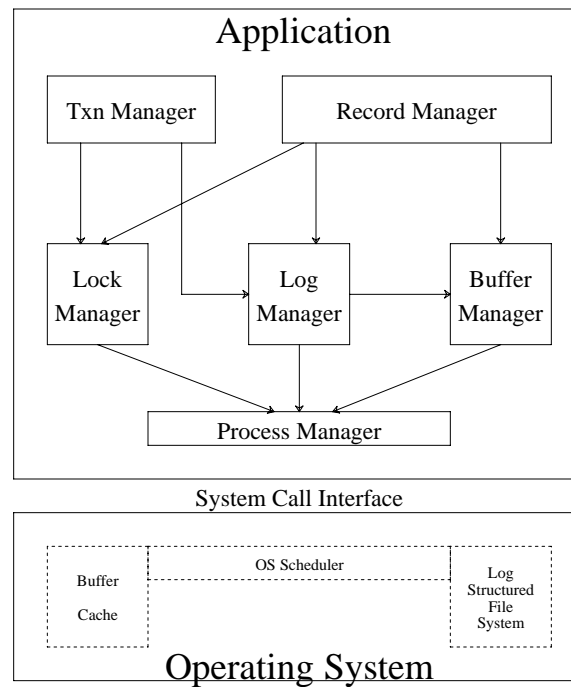 Application
Txn Manager
Record Manager
Lock
Manager
Log
Manager
Buffer
Manager
Process Manager
System Call Interface
Buffer
Cache
OS Scheduler
Log
Structured
File
System
Operating System